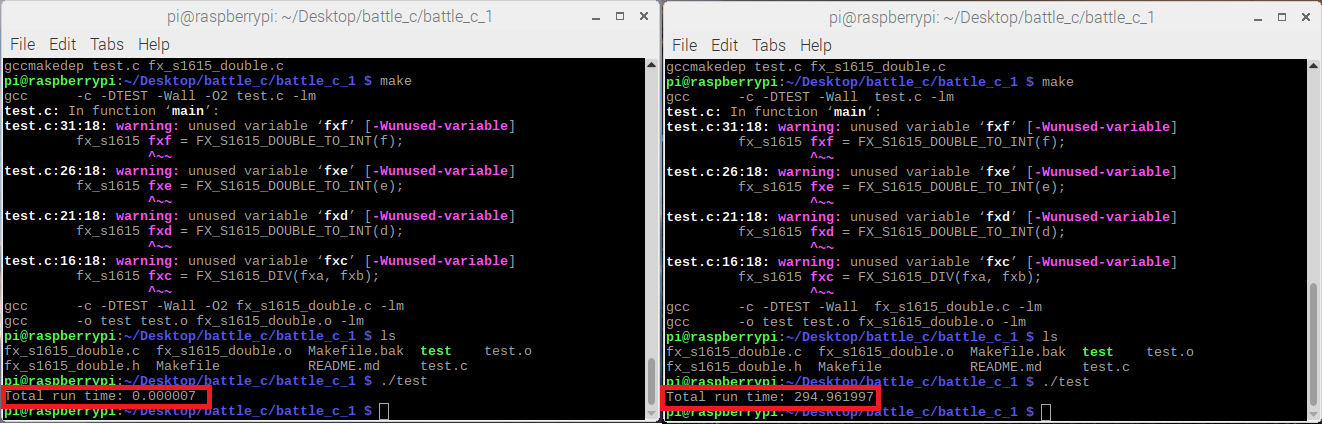 pi@raspberrypi: ~/Desktop/battle_c/battle_c_1
File Edit Tabs Help
gccmakedep test.c fx_s1615_double.c
pi@raspberrypi:~/Desktop/battle_c/battle_c_1 $ make
gcc      -c -DTEST -Wall -O2 test.c -lm
test.c: In function ‘main’:
test.c:31:18: warning: unused variable ‘fxf’ [-Wunused-variable]
         fx_s1615 fxf = FX_S1615_DOUBLE_TO_INT(f);
                  ^~~
test.c:26:18: warning: unused variable ‘fxe’ [-Wunused-variable]
         fx_s1615 fxe = FX_S1615_DOUBLE_TO_INT(e);
                  ^~~
test.c:21:18: warning: unused variable ‘fxd’ [-Wunused-variable]
         fx_s1615 fxd = FX_S1615_DOUBLE_TO_INT(d);
                  ^~~
test.c:16:18: warning: unused variable ‘fxc’ [-Wunused-variable]
         fx_s1615 fxc = FX_S1615_DIV(fxa, fxb);
                  ^~~
gcc      -c -DTEST -Wall -O2 fx_s1615_double.c -lm
gcc      -o test test.o fx_s1615_double.o -lm
pi@raspberrypi:~/Desktop/battle_c/battle_c_1 $ ls
fx_s1615_double.c  fx_s1615_double.o  Makefile.bak  test    test.o
fx_s1615_double.h  Makefile           README.md     test.c
pi@raspberrypi:~/Desktop/battle_c/battle_c_1 $ ./test
Total run time: 0.000007
pi@raspberrypi:~/Desktop/battle_c/battle_c_1 $
pi@raspberrypi: ~/Desktop/battle_c/battle_c_1
File Edit Tabs Help
gccmakedep test.c fx_s1615_double.c
pi@raspberrypi:~/Desktop/battle_c/battle_c_1 $ make
gcc      -c -DTEST -Wall  test.c -lm
test.c: In function ‘main’:
test.c:31:18: warning: unused variable ‘fxf’ [-Wunused-variable]
         fx_s1615 fxf = FX_S1615_DOUBLE_TO_INT(f);
                  ^~~
test.c:26:18: warning: unused variable ‘fxe’ [-Wunused-variable]
         fx_s1615 fxe = FX_S1615_DOUBLE_TO_INT(e);
                  ^~~
test.c:21:18: warning: unused variable ‘fxd’ [-Wunused-variable]
         fx_s1615 fxd = FX_S1615_DOUBLE_TO_INT(d);
                  ^~~
test.c:16:18: warning: unused variable ‘fxc’ [-Wunused-variable]
         fx_s1615 fxc = FX_S1615_DIV(fxa, fxb);
                  ^~~
gcc      -c -DTEST -Wall  fx_s1615_double.c -lm
gcc      -o test test.o fx_s1615_double.o -lm
pi@raspberrypi:~/Desktop/battle_c/battle_c_1 $ ls
fx_s1615_double.c  fx_s1615_double.o  Makefile.bak  test    test.o
fx_s1615_double.h  Makefile           README.md     test.c
pi@raspberrypi:~/Desktop/battle_c/battle_c_1 $ ./test
Total run time: 294.961997
pi@raspberrypi:~/Desktop/battle_c/battle_c_1 $